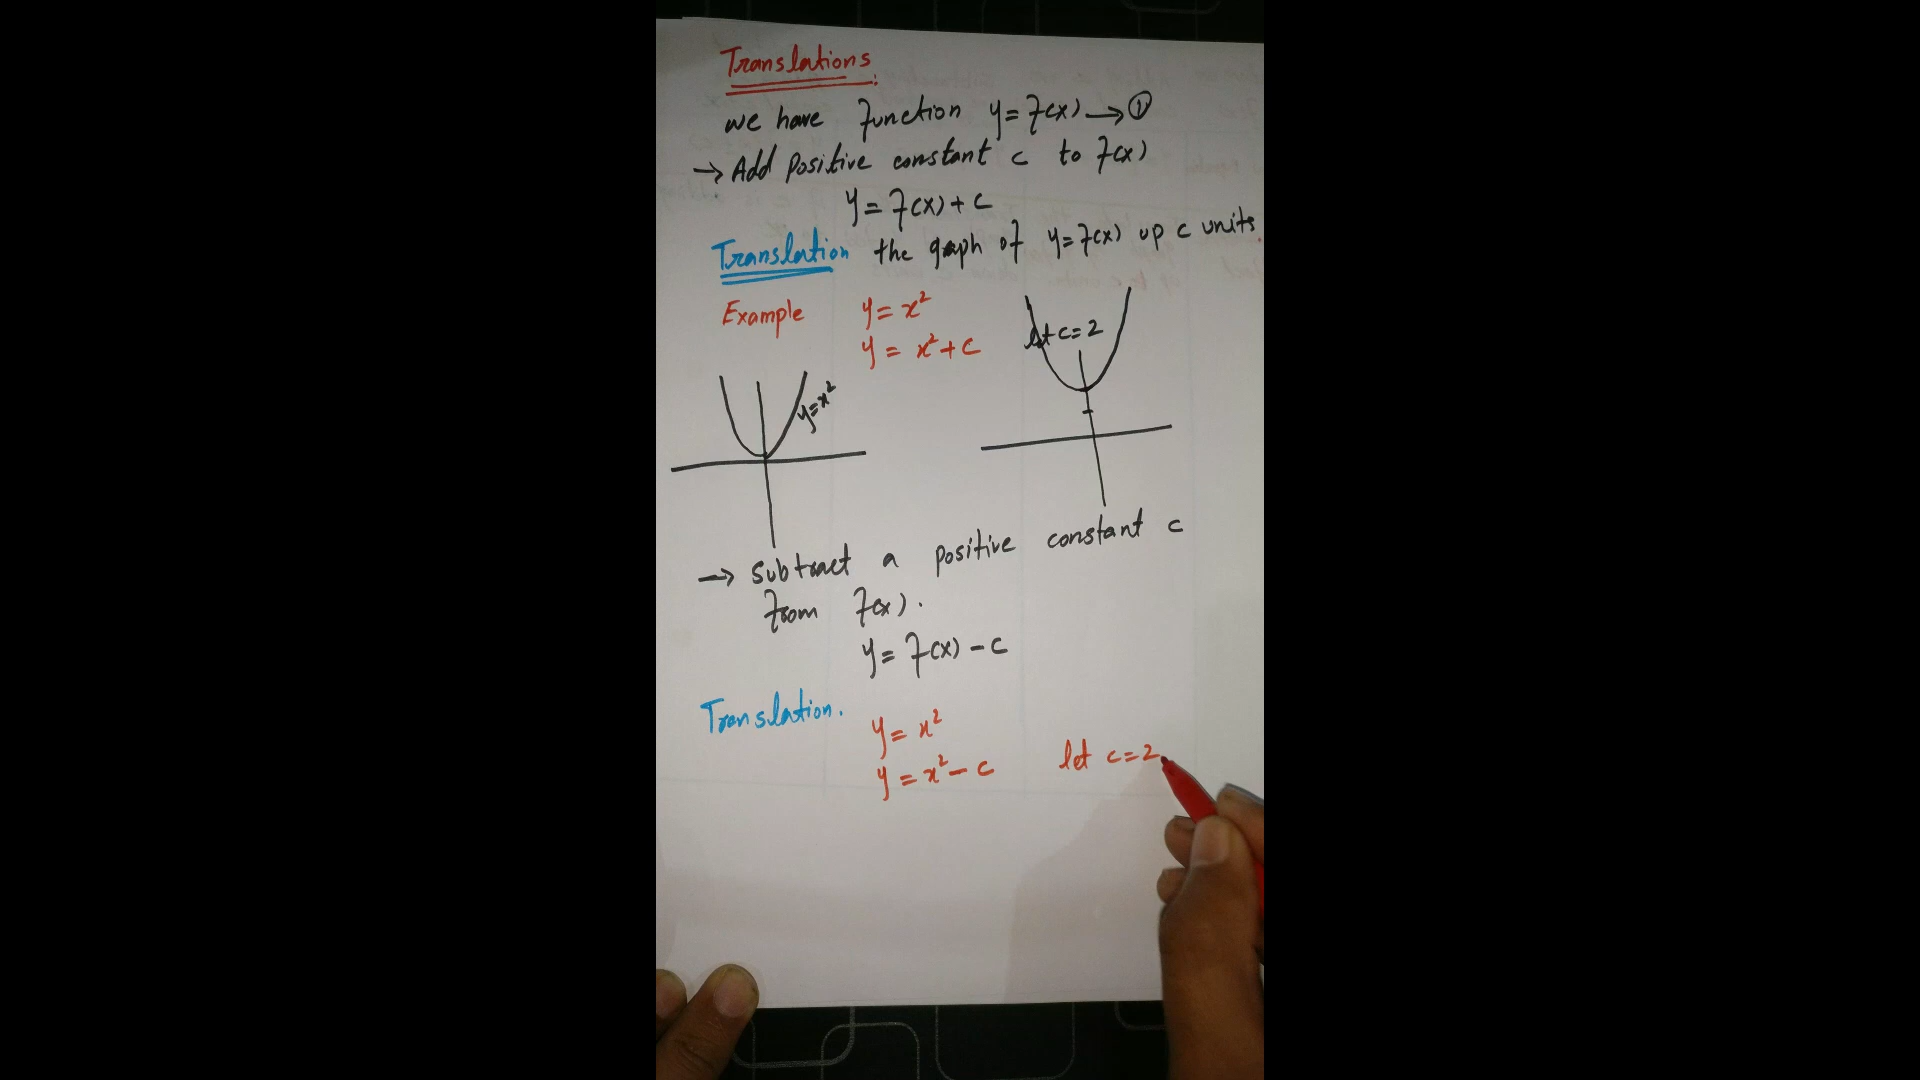 Translations:
we have function y = f(x) → ①
→ Add positive constant c to f(x)
y = f(x) + c
Translation the graph of y = f(x) up c units
Example y = x²
y = x² + c
let c = 2
y = x²
→ Subtract a positive constant c
from f(x).
y = f(x) - c
Translation.
y = x²
y = x² - c let c = 2